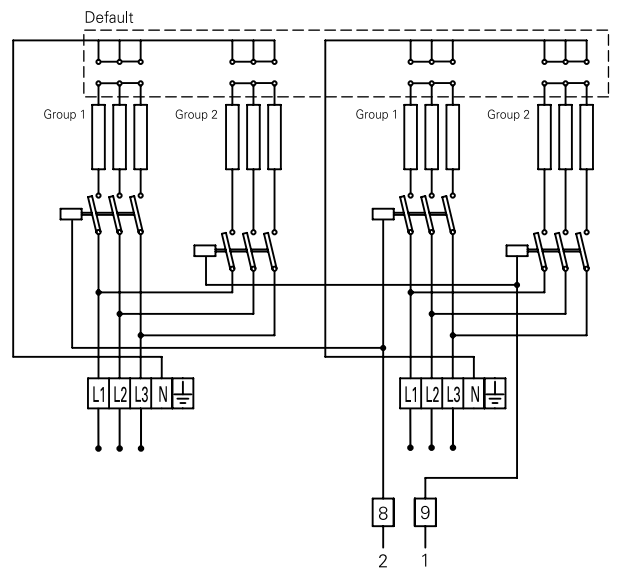 Default
Group 1 Group 2 Group 1 Group 2
L1 L2 L3 N L1 L2 L3 N
8 9
2 1